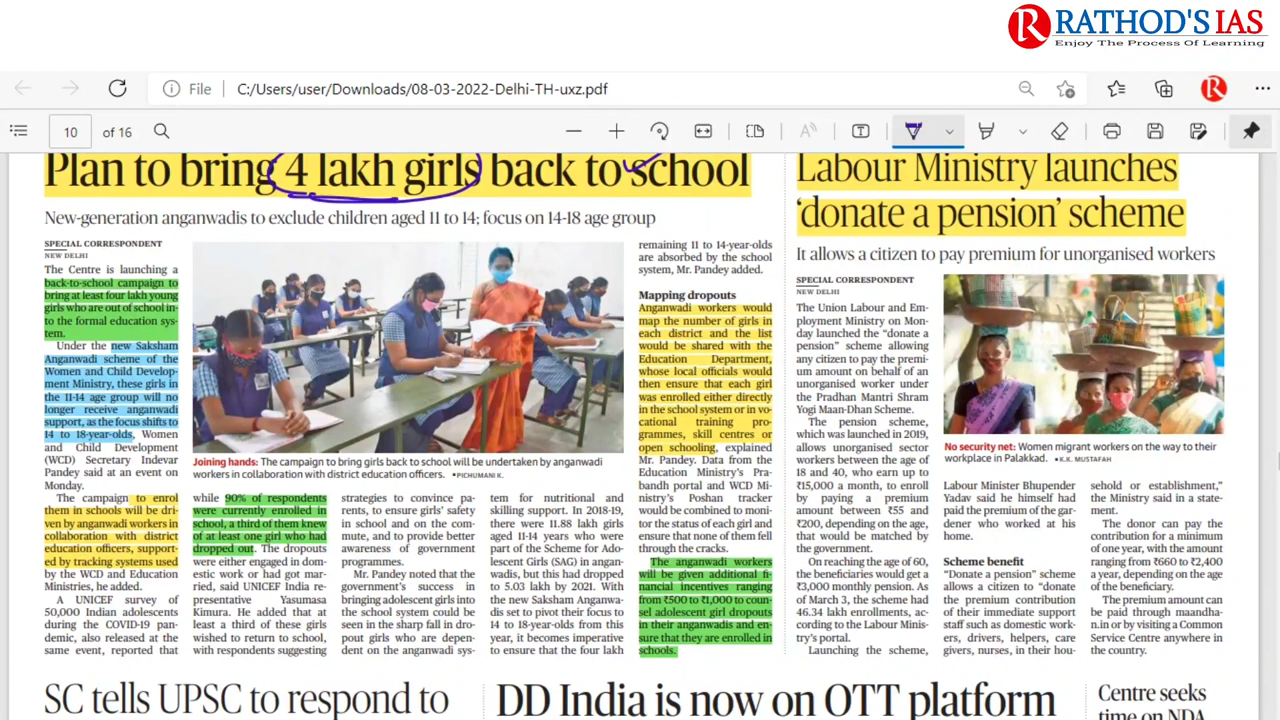 RATHOD'S IAS
Enjoy The Process Of Learning
File
C:/Users/user/Downloads/08-03-2022-Delhi-TH-uxz.pdf
10
of 16
Plan to bring 4 lakh girls back to school
New-generation anganwadis to exclude children aged 11 to 14; focus on 14-18 age group
SPECIAL CORRESPONDENT
NEW DELHI
The Centre is launching a
back-to-school campaign to
bring at least four lakh young
girls who are out of school in-
to the formal education sys-
tem.
Under the new Saksham
Anganwadi scheme of the
Women and Child Develop-
ment Ministry, these girls in
the 11-14 age group will no
longer receive anganwadi
support, as the focus shifts to
14 to 18-year-olds, Women
and Child Development
(WCD) Secretary Indevar
Pandey said at an event on
Monday.
The campaign to enrol
them in schools will be dri-
ven by anganwadi workers in
collaboration with district
education officers, support-
ed by tracking systems used
by the WCD and Education
Ministries, he added.
A UNICEF survey of
50,000 Indian adolescents
during the COVID-19 pan-
demic, also released at the
same event, reported that
Joining hands: The campaign to bring girls back to school will be undertaken by anganwadi
workers in collaboration with district education officers. ▪PICHUMANI K.
while 90% of respondents
were currently enrolled in
school, a third of them knew
of at least one girl who had
dropped out. The dropouts
were either engaged in dom-
estic work or had got mar-
ried, said UNICEF India re-
presentative Yasumasa
Kimura. He added that at
least a third of these girls
wished to return to school,
with respondents suggesting
strategies to convince pa-
rents, to ensure girls' safety
in school and on the com-
mute, and to provide better
awareness of government
programmes.
Mr. Pandey noted that the
government's success in
bringing adolescent girls into
the school system could be
seen in the sharp fall in dro-
pout girls who are depen-
dent on the anganwadi sys-
tem for nutritional and
skilling support. In 2018-19,
there were 11.88 lakh girls
aged 11-14 years who were
part of the Scheme for Ado-
lescent Girls (SAG) in angan-
wadis, but this had dropped
to 5.03 lakh by 2021. With
the new Saksham Anganwa-
dis set to pivot their focus to
14 to 18-year-olds from this
year, it becomes imperative
to ensure that the four lakh
remaining 11 to 14-year-olds
are absorbed by the school
system, Mr. Pandey added.
Mapping dropouts
Anganwadi workers would
map the number of girls in
each district and the list
would be shared with the
Education Department,
whose local officials would
then ensure that each girl
was enrolled either directly
in the school system or in vo-
cational training pro-
grammes, skill centres or
open schooling, explained
Mr. Pandey. Data from the
Education Ministry's Pra-
bandh portal and WCD Mi-
nistry's Poshan tracker
would be combined to moni-
tor the status of each girl and
ensure that none of them fell
through the cracks.
The anganwadi workers
will be given additional fi-
nancial incentives ranging
from ₹500 to ₹1,000 to coun-
sel adolescent girl dropouts
in their anganwadis and en-
sure that they are enrolled in
schools.
Labour Ministry launches
‘donate a pension’ scheme
It allows a citizen to pay premium for unorganised workers
SPECIAL CORRESPONDENT
NEW DELHI
The Union Labour and Em-
ployment Ministry on Mon-
day launched the “donate a
pension” scheme allowing
any citizen to pay the premi-
um amount on behalf of an
unorganised worker under
the Pradhan Mantri Shram
Yogi Maan-Dhan Scheme.
The pension scheme,
which was launched in 2019,
allows unorganised sector
workers between the age of
18 and 40, who earn up to
₹15,000 a month, to enroll
by paying a premium
amount between ₹55 and
₹200, depending on the age,
that would be matched by
the government.
On reaching the age of 60,
the beneficiaries would get a
₹3,000 monthly pension. As
of March 3, the scheme had
46.34 lakh enrollments, ac-
cording to the Labour Minis-
try's portal.
Launching the scheme,
No security net: Women migrant workers on the way to their
workplace in Palakkad. ▪K.K. MUSTAFAH
Labour Minister Bhupender
Yadav said he himself had
paid the premium of the gar-
dener who worked at his
home.
Scheme benefit
“Donate a pension” scheme
allows a citizen to “donate
the premium contribution
of their immediate support
staff such as domestic work-
ers, drivers, helpers, care
givers, nurses, in their hou-
sehold or establishment,”
the Ministry said in a state-
ment.
The donor can pay the
contribution for a minimum
of one year, with the amount
ranging from ₹660 to ₹2,400
a year, depending on the age
of the beneficiary.
The premium amount can
be paid through maandha-
n.in or by visiting a Common
Service Centre anywhere in
the country.
SC tells UPSC to respond to
DD India is now on OTT platform
Centre seeks
time on NDA